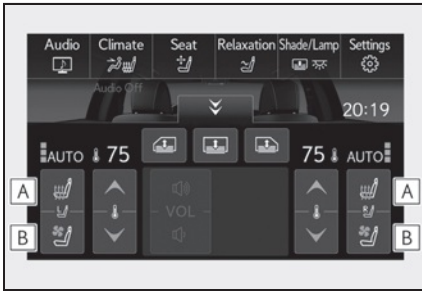 Audio Climate Seat Relaxation Shade/Lamp Settings
Audio Off
20:19
AUTO 75 75 AUTO
A A
L R
VOL
B B